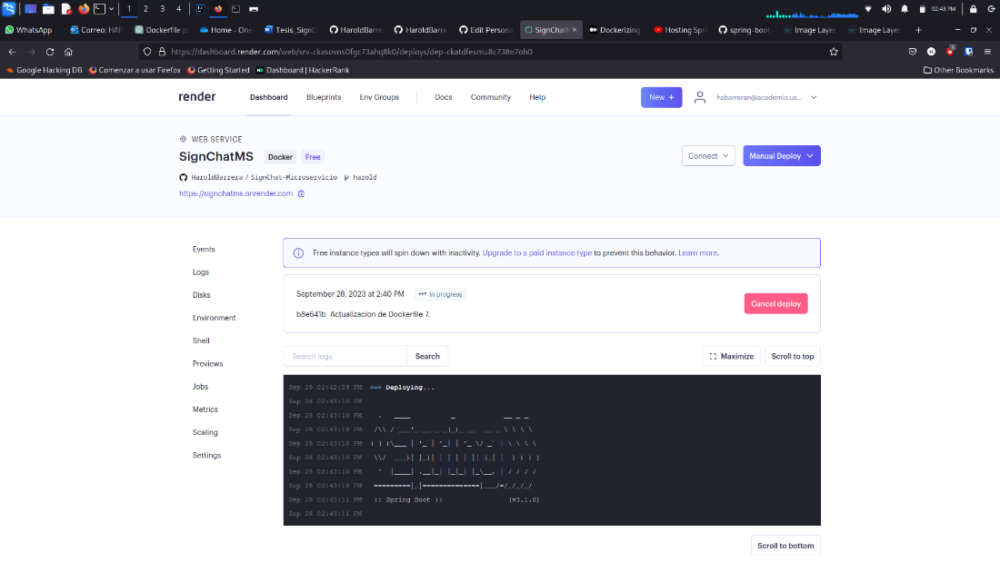 1 2 3 4 02:43 PM
WhatsApp Correo: HAR Dockerfile pa Home - One Tesis_SignC HaroldBarre HaroldBarre Edit Persona SignChatM Dockerizing Hosting Spri spring-boot Image Layer Image Layer
https://dashboard.render.com/web/srv-ckasovns0fgc73ahq8k0/deploys/dep-ckatdfesmu8c738n7oh0
Google Hacking DB Comenzar a usar Firefox Getting Started Dashboard | HackerRank Other Bookmarks
render Dashboard Blueprints Env Groups Docs Community Help New + hsbarreran@academia.us...
WEB SERVICE
SignChatMS Docker Free Connect Manual Deploy
HaroldBarrera / SignChat-Microservicio harold
https://signchatms.onrender.com
Events
Logs
Disks
Environment
Shell
Previews
Jobs
Metrics
Scaling
Settings
Free instance types will spin down with inactivity. Upgrade to a paid instance type to prevent this behavior. Learn more.
September 28, 2023 at 2:40 PM ••• In progress
Cancel deploy
b8e641b Actualizacion de Dockerfile 7.
Search logs Search Maximize Scroll to top
Sep 28 02:42:39 PM ==> Deploying...
Sep 28 02:43:10 PM
Sep 28 02:43:10 PM   .   ____          _            __ _ _
Sep 28 02:43:10 PM  /\\ / ___'_ __ _ _(_)_ __  __ _ \ \ \ \
Sep 28 02:43:10 PM ( ( )\___ | '_ | '_| | '_ \/ _` | \ \ \ \
Sep 28 02:43:10 PM  \\/  ___)| |_)| | | | | || (_| |  ) ) ) )
Sep 28 02:43:10 PM   '  |____| .__|_| |_|_| |_\__, | / / / /
Sep 28 02:43:10 PM  =========|_|==============|___/=/_/_/_/
Sep 28 02:43:11 PM  :: Spring Boot ::                (v3.1.0)
Sep 28 02:43:11 PM
Scroll to bottom